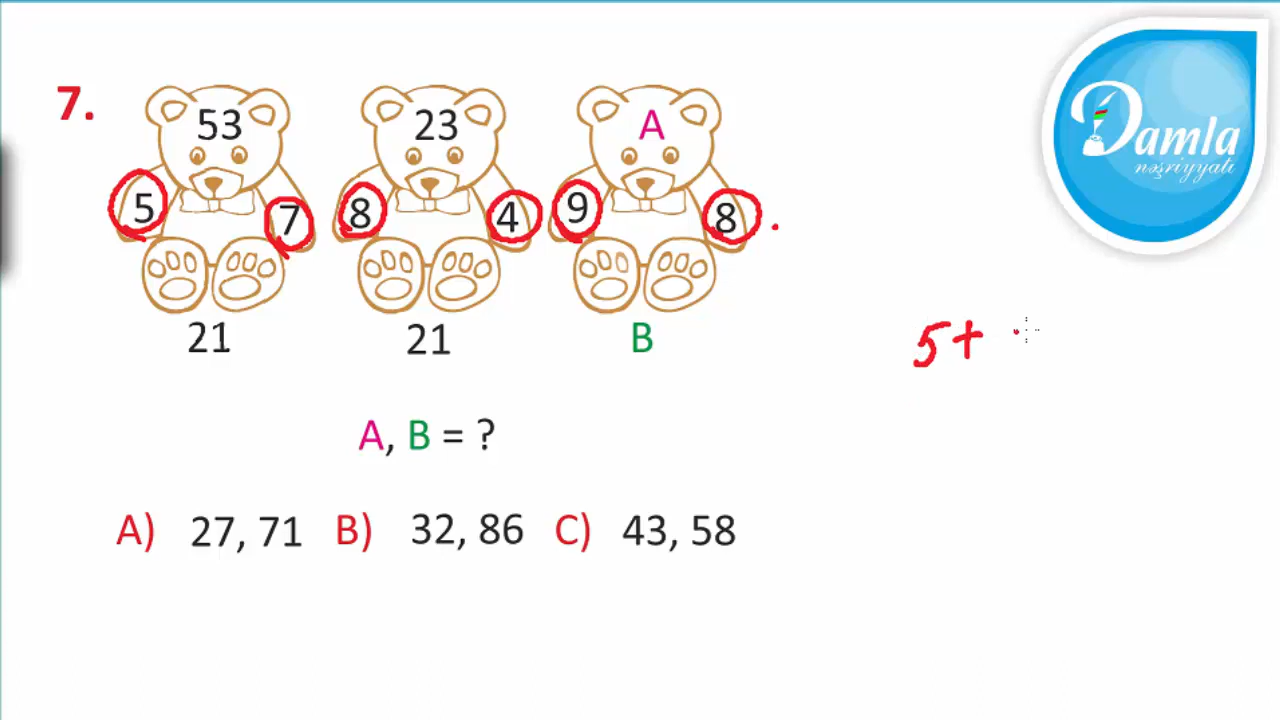 7.
53 23 A
5 7 8 4 9 8
21 21 B
A, B = ?
A) 27, 71 B) 32, 86 C) 43, 58
5+
Damla
nəşriyyatı